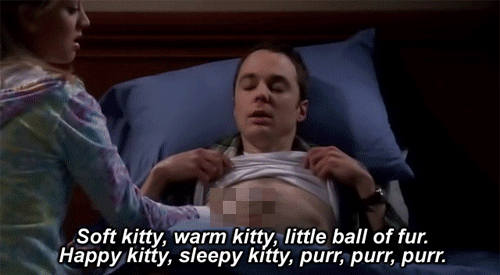 Soft kitty, warm kitty, little ball of fur.
Happy kitty, sleepy kitty, purr, purr, purr.